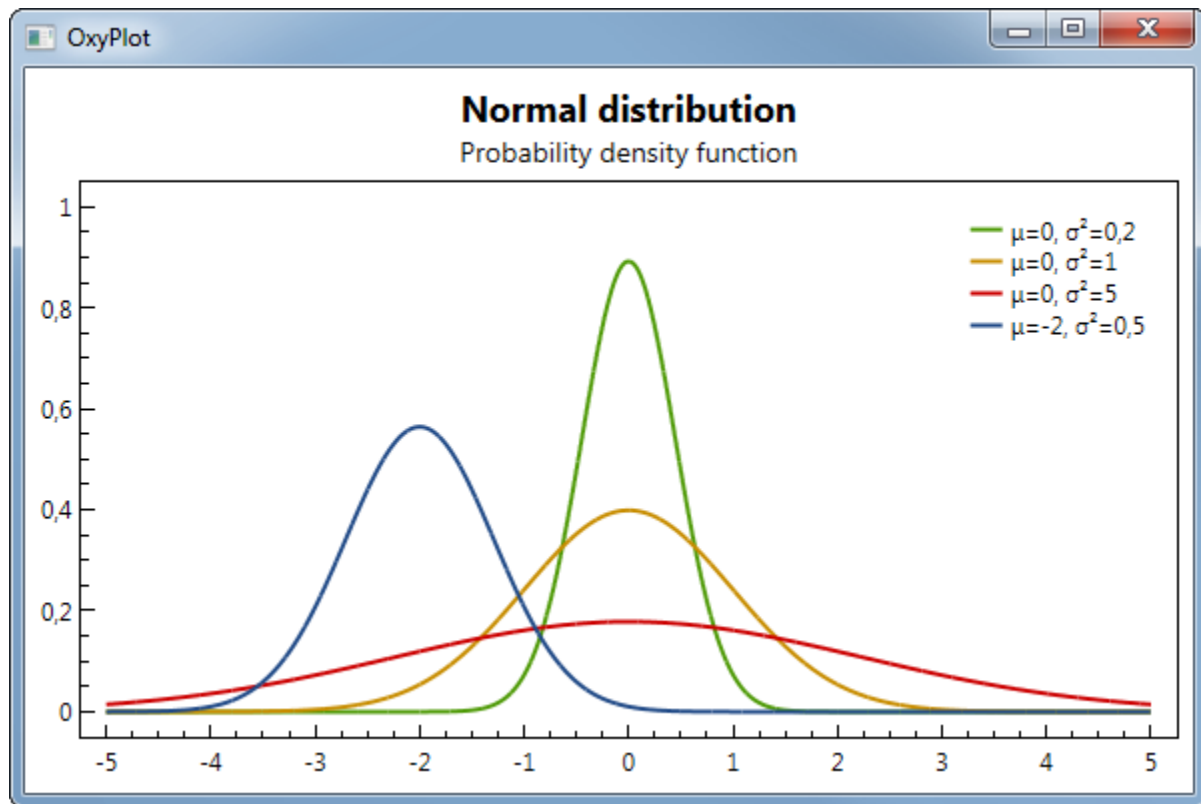 OxyPlot
Normal distribution
Probability density function
1
0,8
0,6
0,4
0,2
0
μ=0, σ²=0,2
μ=0, σ²=1
μ=0, σ²=5
μ=-2, σ²=0,5
-5 -4 -3 -2 -1 0 1 2 3 4 5